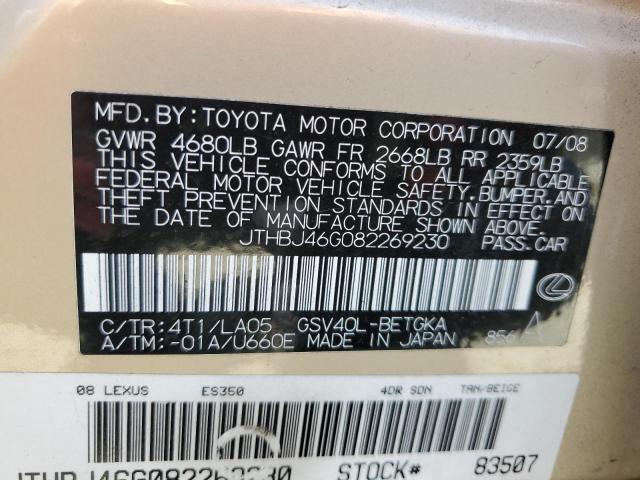 MFD. BY: TOYOTA MOTOR CORPORATION 07/08
GVWR 4680LB GAWR FR 2668LB RR 2359LB
THIS VEHICLE CONFORMS TO ALL APPLICABLE
FEDERAL MOTOR VEHICLE SAFETY, BUMPER, AND
THEFT PREVENTION STANDARDS IN EFFECT ON
THE DATE OF MANUFACTURE SHOWN ABOVE.
JTHBJ46G082269230 PASS.CAR
C/TR:4T1/LA05 GSV40L-BETGKA
A/TM:-01A/U660E MADE IN JAPAN 856 A
08 LEXUS ES350 4DR SDN TAN/BEIGE
JTHBJ46G082269230 STOCK# 83507